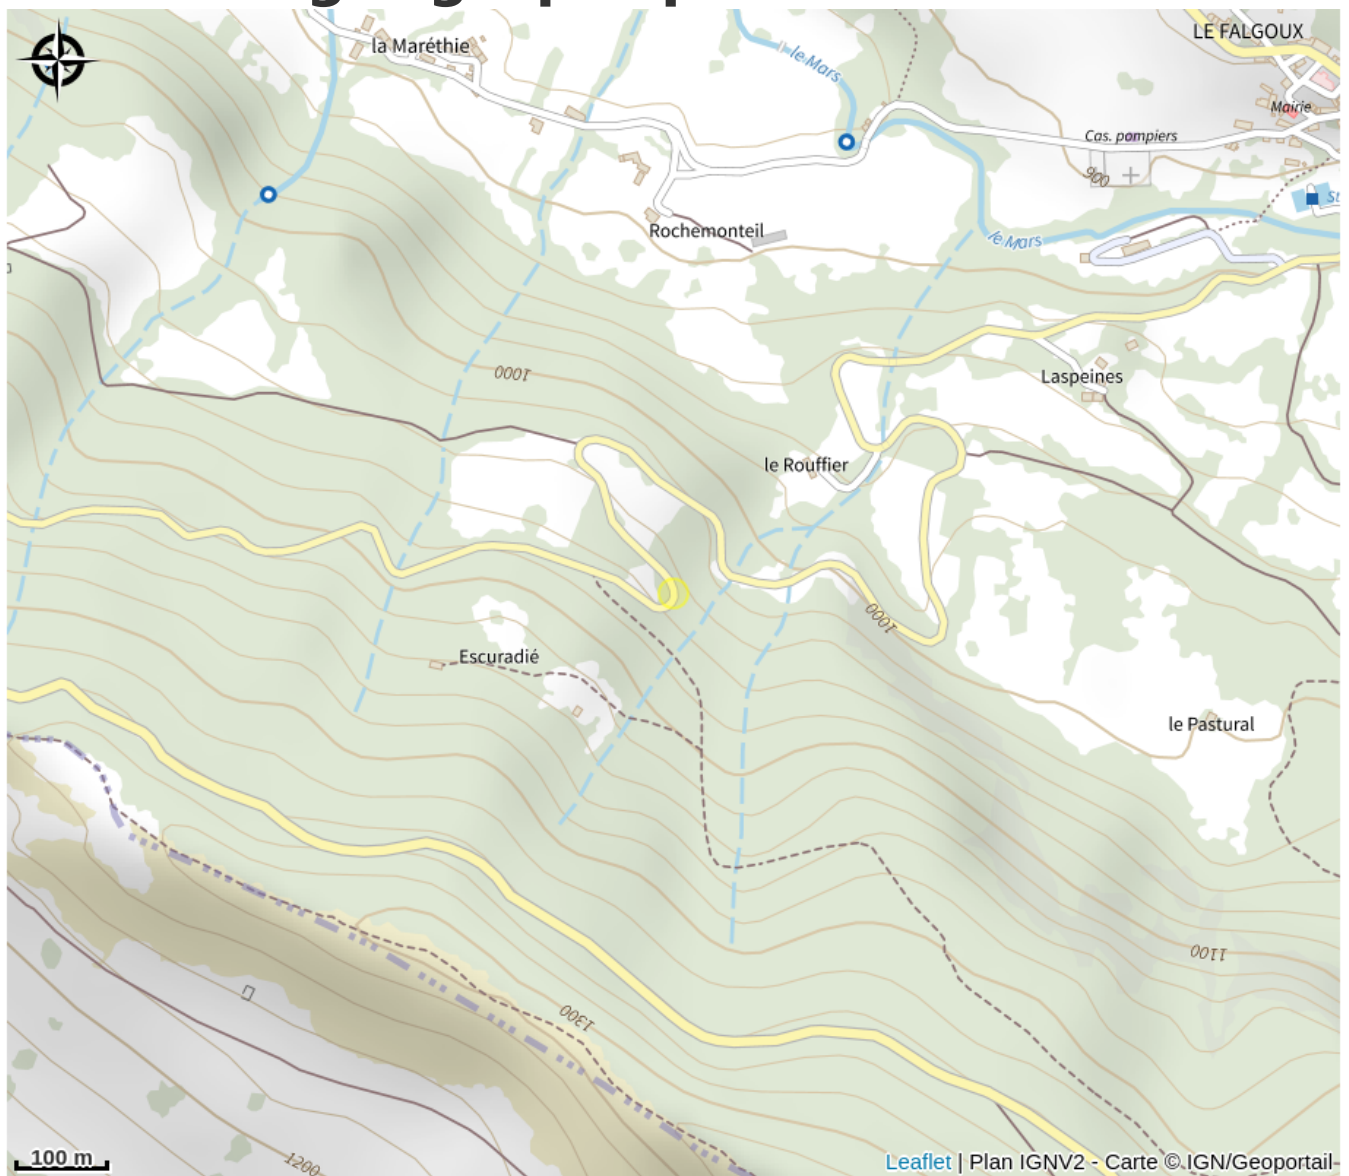 la Maréthie
le Mars
LE FALGOUX
Mairie
Cas. pompiers
900
Rochemonteil
le Mars
1000
Laspeines
le Rouffier
1000
Escuradié
le Pastural
1100
1300
1200
100 m
Leaflet | Plan IGNV2 - Carte © IGN/Geoportail